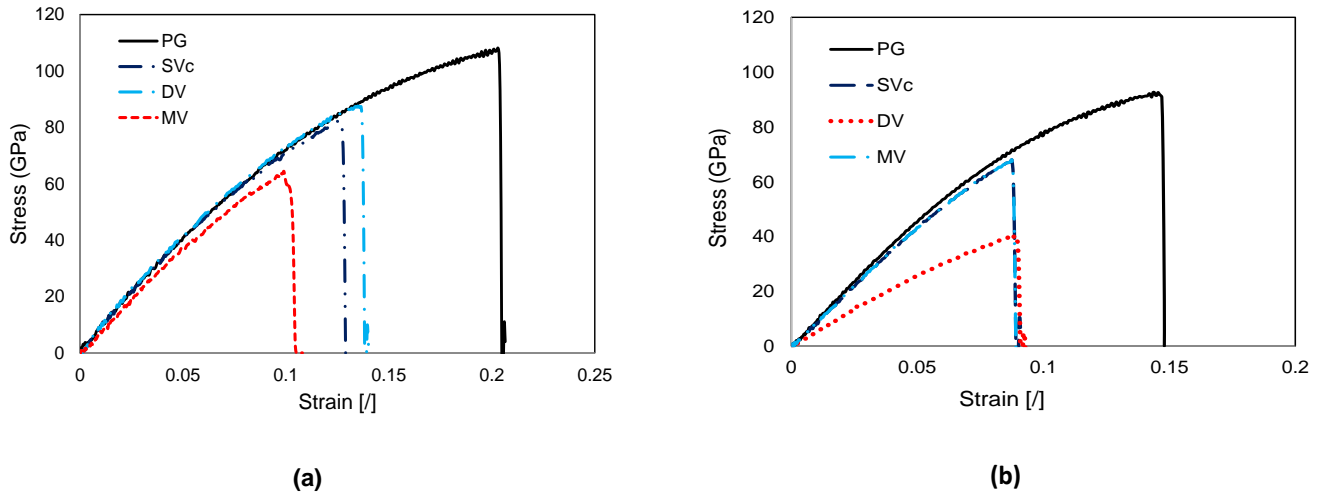 120
100
80
60
40
20
0
Stress (GPa)
PG
SVc
DV
MV
0 0.05 0.1 0.15 0.2 0.25
Strain [/]
(a)
120
100
80
60
40
20
0
Stress (GPa)
PG
SVc
DV
MV
0 0.05 0.1 0.15 0.2
Strain [/]
(b)